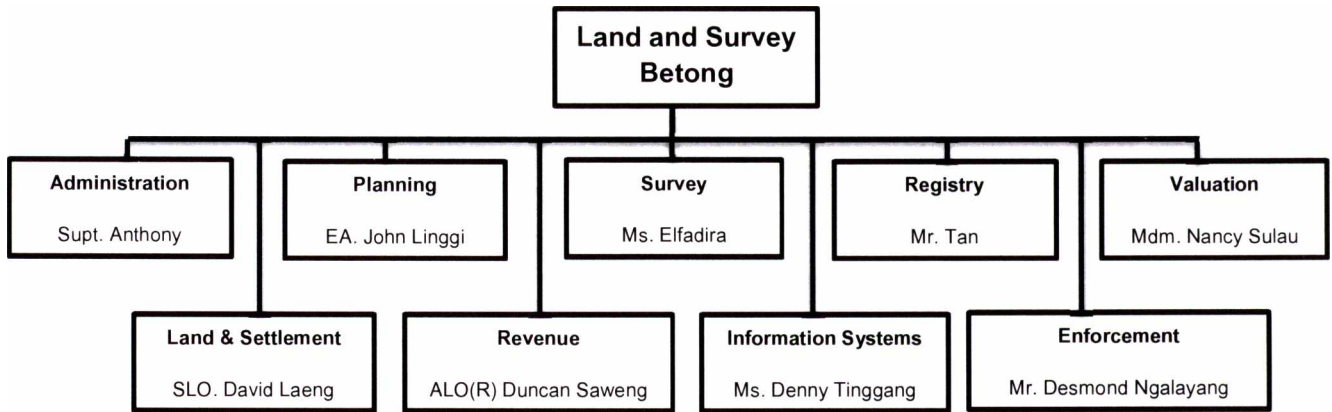 Land and Survey
Betong
Administration
Supt. Anthony
Planning
EA. John Linggi
Survey
Ms. Elfadira
Registry
Mr. Tan
Valuation
Mdm. Nancy Sulau
Land & Settlement
SLO. David Laeng
Revenue
ALO(R) Duncan Saweng
Information Systems
Ms. Denny Tinggang
Enforcement
Mr. Desmond Ngalayang